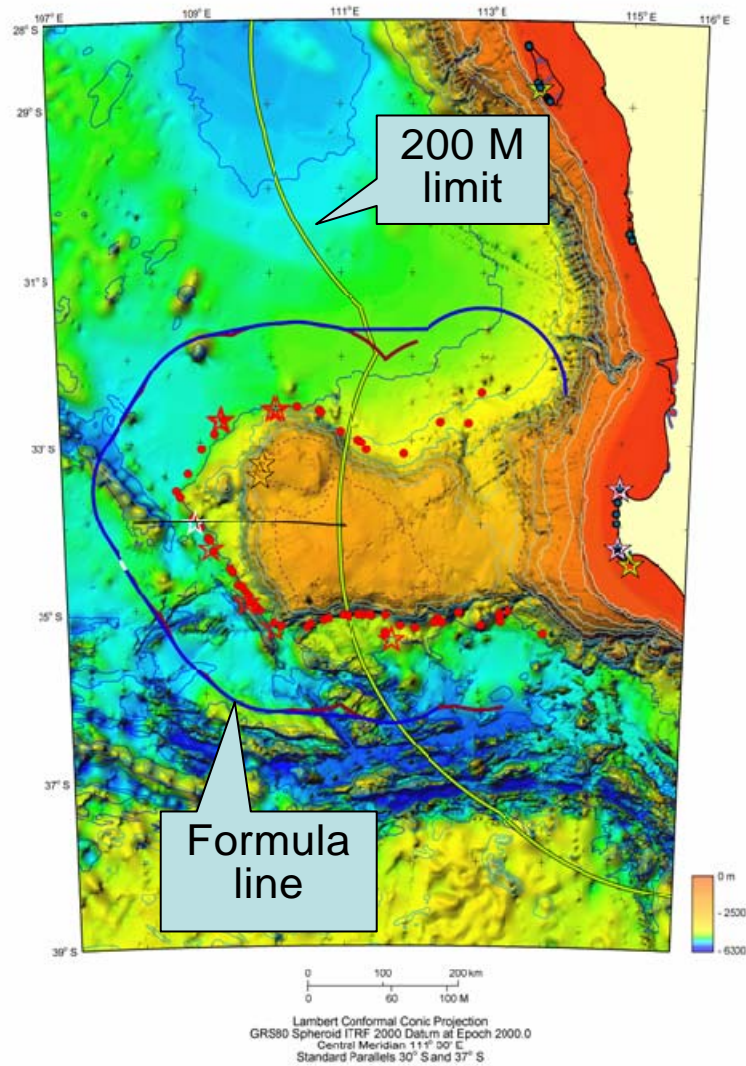 107° E 109° E 111° E 113° E 115° E 116° E
28° S
29° S
200 M
limit
31° S
33° S
35° S
37° S
Formula
line
0 m
- 2500
- 6300
39° S
0 100 200 km
0 60 100 M
Lambert Conformal Conic Projection
GRS80 Spheroid ITRF 2000 Datum at Epoch 2000.0
Central Meridian 111° 00' E
Standard Parallels 30° S and 37° S